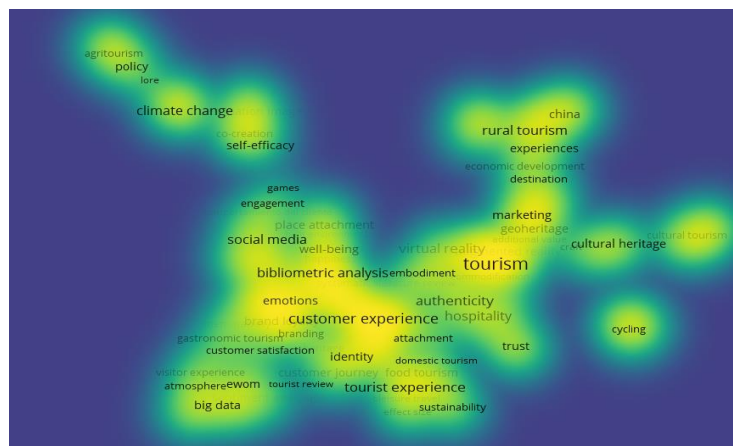 agritourism
policy
lore
climate change
china
co-creation
rural tourism
self-efficacy
experiences
economic development
destination
games
engagement
marketing
place attachment
geoheritage
social media
additional value
cultural tourism
well-being
virtual reality
cultural heritage
tourism
bibliometric analysis
embodiment
emotions
authenticity
customer experience
hospitality
cycling
branding
gastronomic tourism
attachment
customer satisfaction
trust
identity
domestic tourism
visitor experience
customer journey
food tourism
atmosphere
ewom
tourist review
tourist experience
big data
sustainability